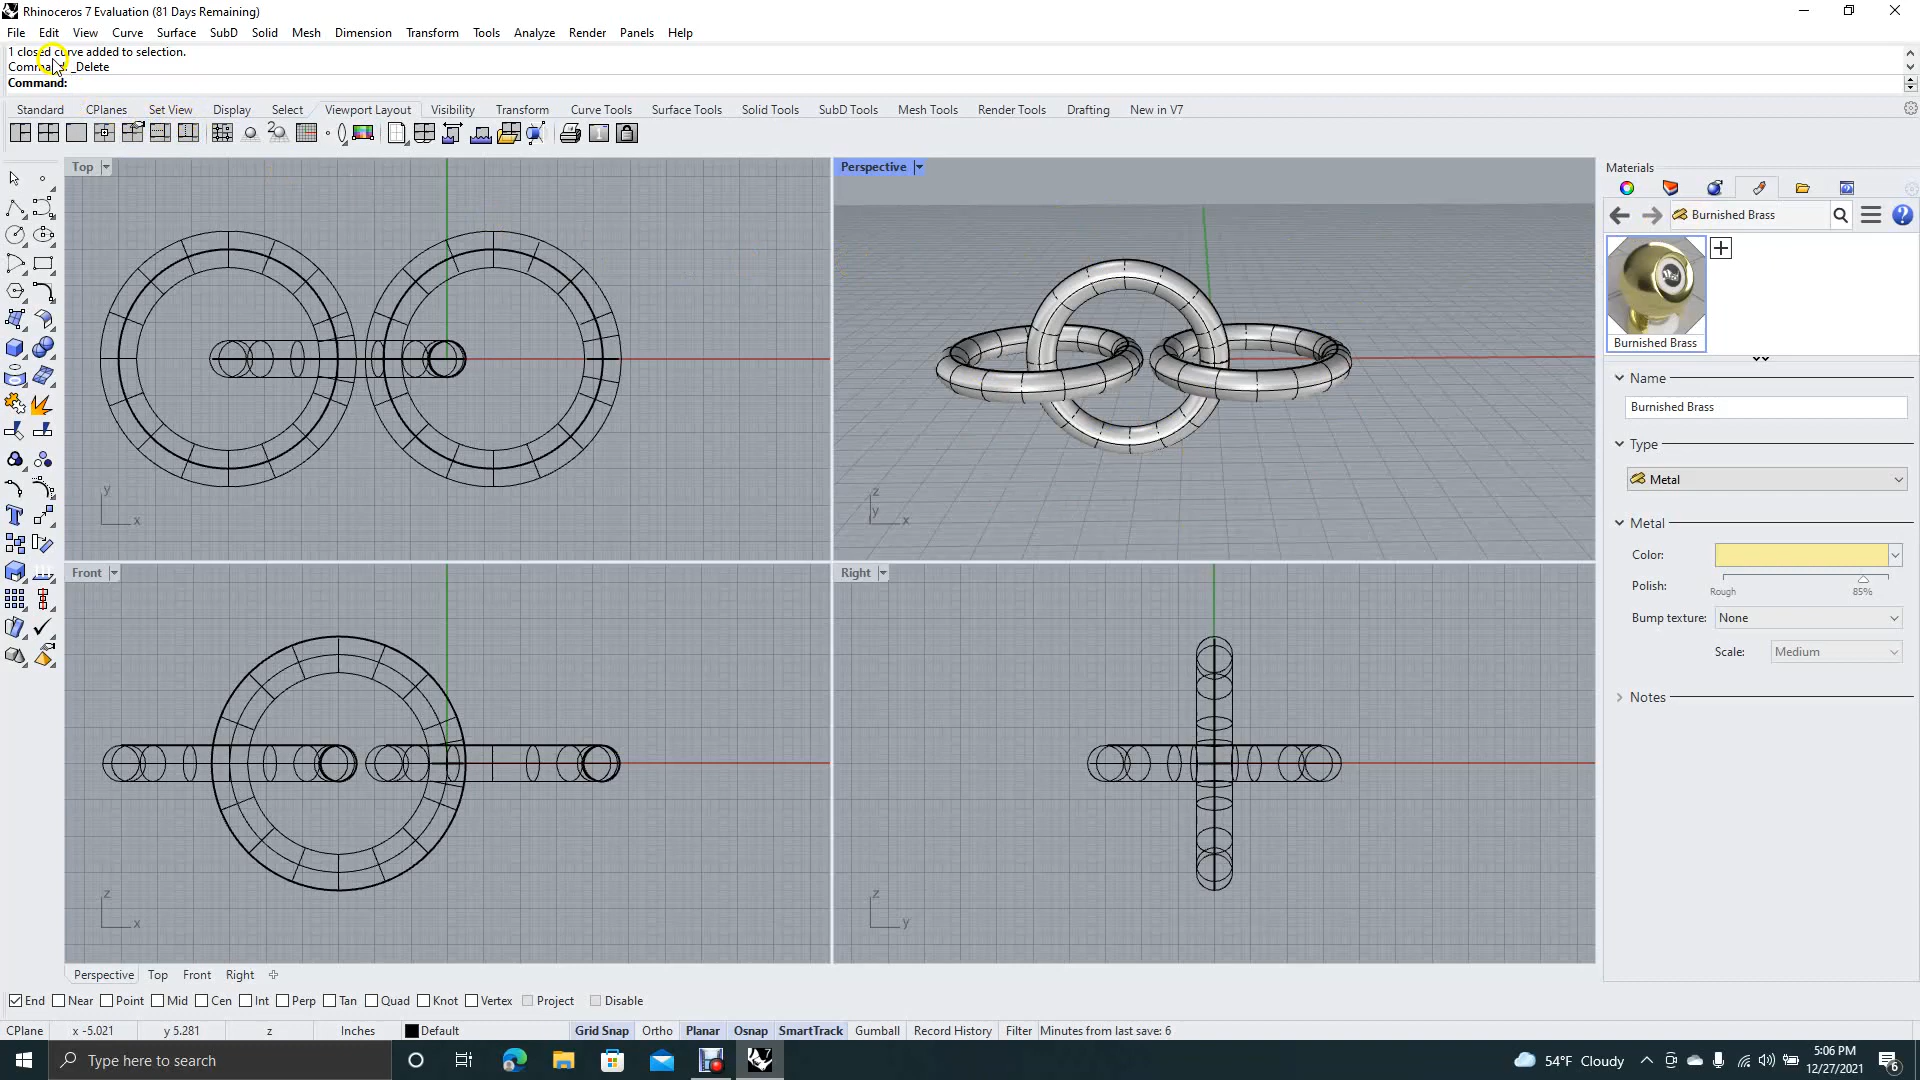 Rhinoceros 7 Evaluation (81 Days Remaining)
File Edit View Curve Surface SubD Solid Mesh Dimension Transform Tools Analyze Render Panels Help
1 closed curve added to selection.
Command: _Delete
Command:
Standard CPlanes Set View Display Select Viewport Layout Visibility Transform Curve Tools Surface Tools Solid Tools SubD Tools Mesh Tools Render Tools Drafting New in V7
Top
y
x
Perspective
z
y
x
Front
z
x
Right
z
y
Materials
Burnished Brass
Burnished Brass
Name
Burnished Brass
Type
Metal
Metal
Color:
Polish:
Rough 85%
Bump texture: None
Scale: Medium
Notes
Perspective Top Front Right
End Near Point Mid Cen Int Perp Tan Quad Knot Vertex Project Disable
CPlane x -5.021 y 5.281 z Inches Default Grid Snap Ortho Planar Osnap SmartTrack Gumball Record History Filter Minutes from last save: 6
Type here to search
54°F Cloudy
5:06 PM
12/27/2021
6